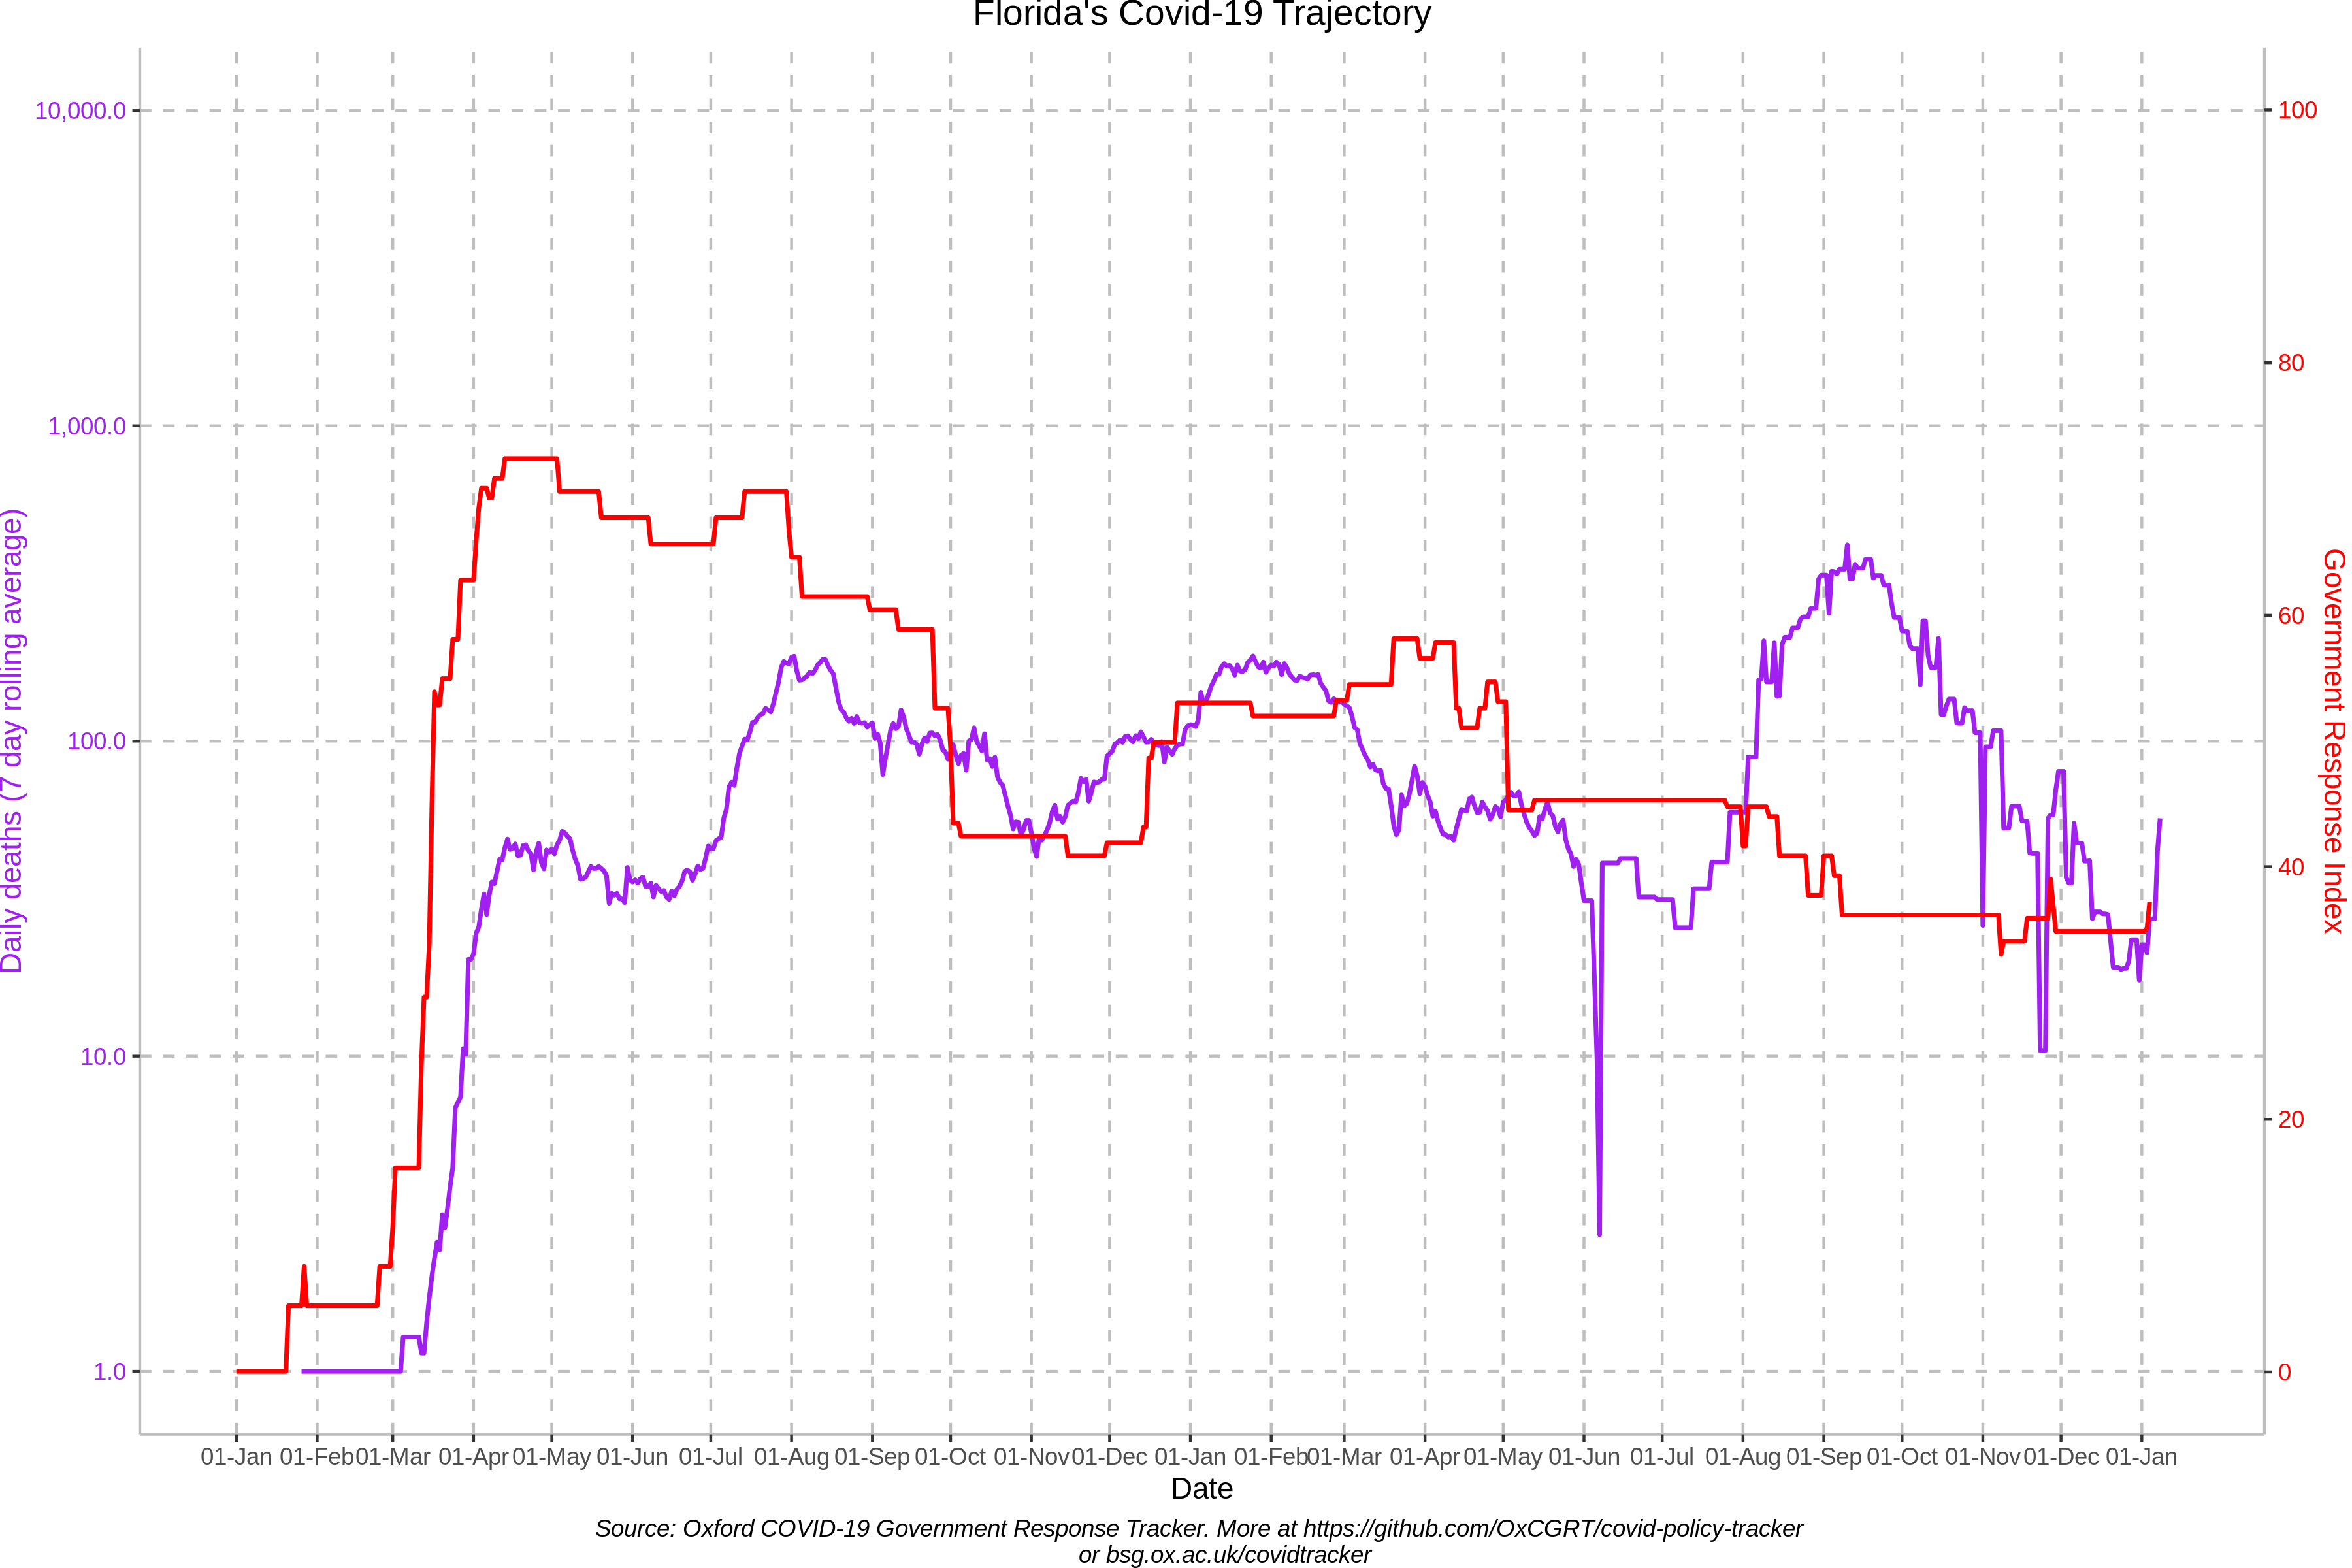 Florida's Covid-19 Trajectory
10,000.0
1,000.0
100.0
10.0
1.0
Daily deaths (7 day rolling average)
100
80
60
40
20
0
Government Response Index
01-Jan 01-Feb 01-Mar 01-Apr 01-May 01-Jun 01-Jul 01-Aug 01-Sep 01-Oct 01-Nov 01-Dec 01-Jan 01-Feb 01-Mar 01-Apr 01-May 01-Jun 01-Jul 01-Aug 01-Sep 01-Oct 01-Nov 01-Dec 01-Jan
Date
Source: Oxford COVID-19 Government Response Tracker. More at https://github.com/OxCGRT/covid-policy-tracker
or bsg.ox.ac.uk/covidtracker